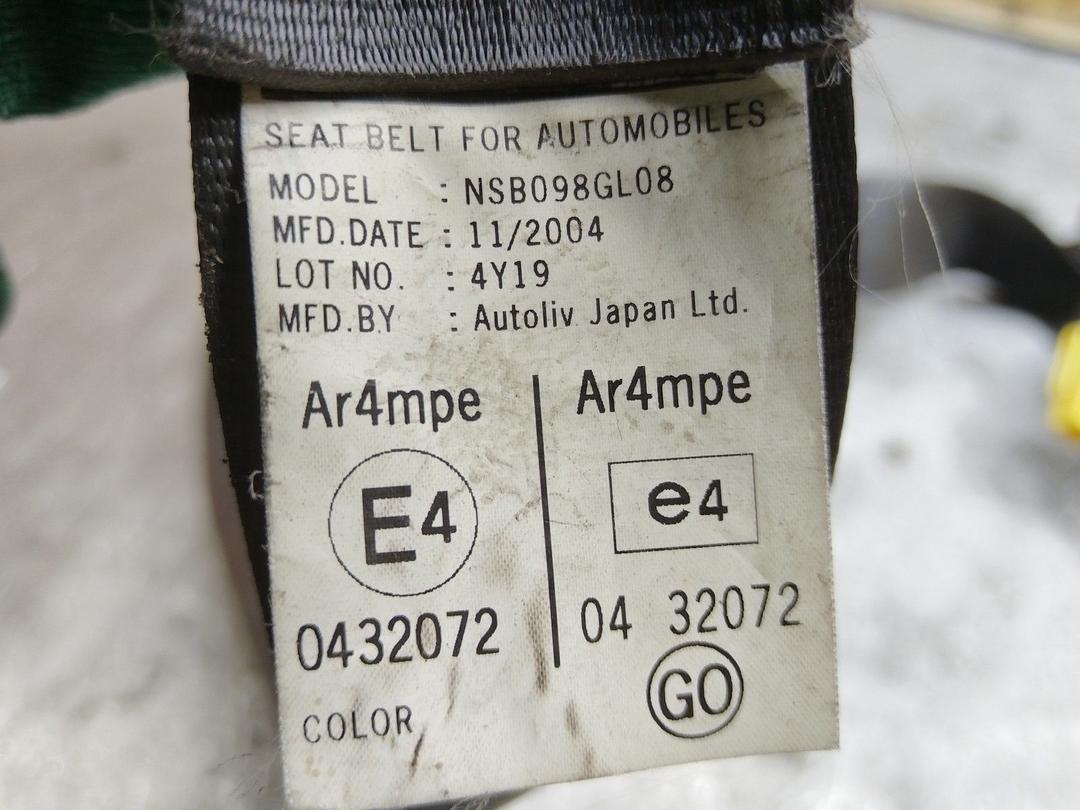 SEAT BELT FOR AUTOMOBILES
MODEL : NSB098GL08
MFD.DATE : 11/2004
LOT NO. : 4Y19
MFD.BY : Autoliv Japan Ltd.
Ar4mpe
E4
0432072
COLOR
Ar4mpe
e4
04 32072
GO